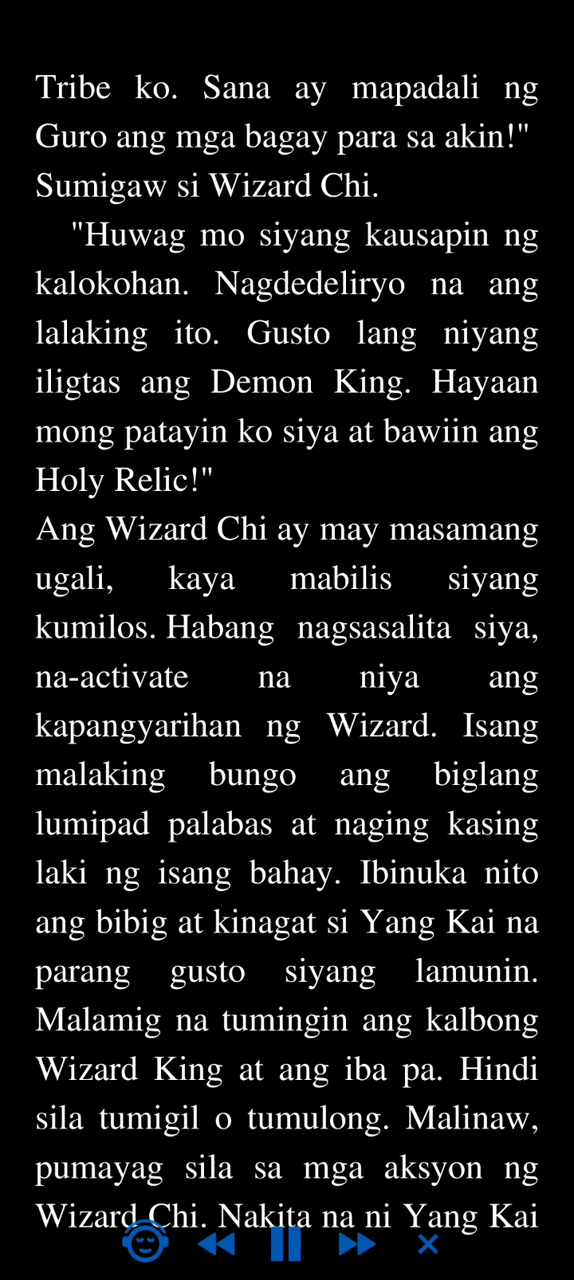 Tribe ko. Sana ay mapadali ng
Guro ang mga bagay para sa akin!"
Sumigaw si Wizard Chi.
"Huwag mo siyang kausapin ng
kalokohan. Nagdedeliryo na ang
lalaking ito. Gusto lang niyang
iligtas ang Demon King. Hayaan
mong patayin ko siya at bawiin ang
Holy Relic!"
Ang Wizard Chi ay may masamang
ugali, kaya mabilis siyang
kumilos. Habang nagsasalita siya,
na-activate na niya ang
kapangyarihan ng Wizard. Isang
malaking bungo ang biglang
lumipad palabas at naging kasing
laki ng isang bahay. Ibinuka nito
ang bibig at kinagat si Yang Kai na
parang gusto siyang lamunin.
Malamig na tumingin ang kalbong
Wizard King at ang iba pa. Hindi
sila tumigil o tumulong. Malinaw,
pumayag sila sa mga aksyon ng
Wizard Chi. Nakita na ni Yang Kai